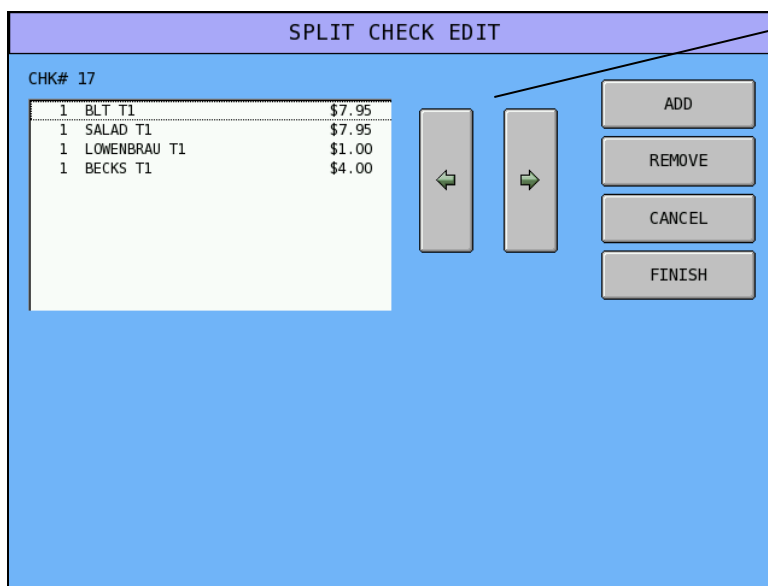 SPLIT CHECK EDIT
CHK# 17
1 BLT T1 $7.95
1 SALAD T1 $7.95
1 LOWENBRAU T1 $1.00
1 BECKS T1 $4.00
ADD
REMOVE
CANCEL
FINISH